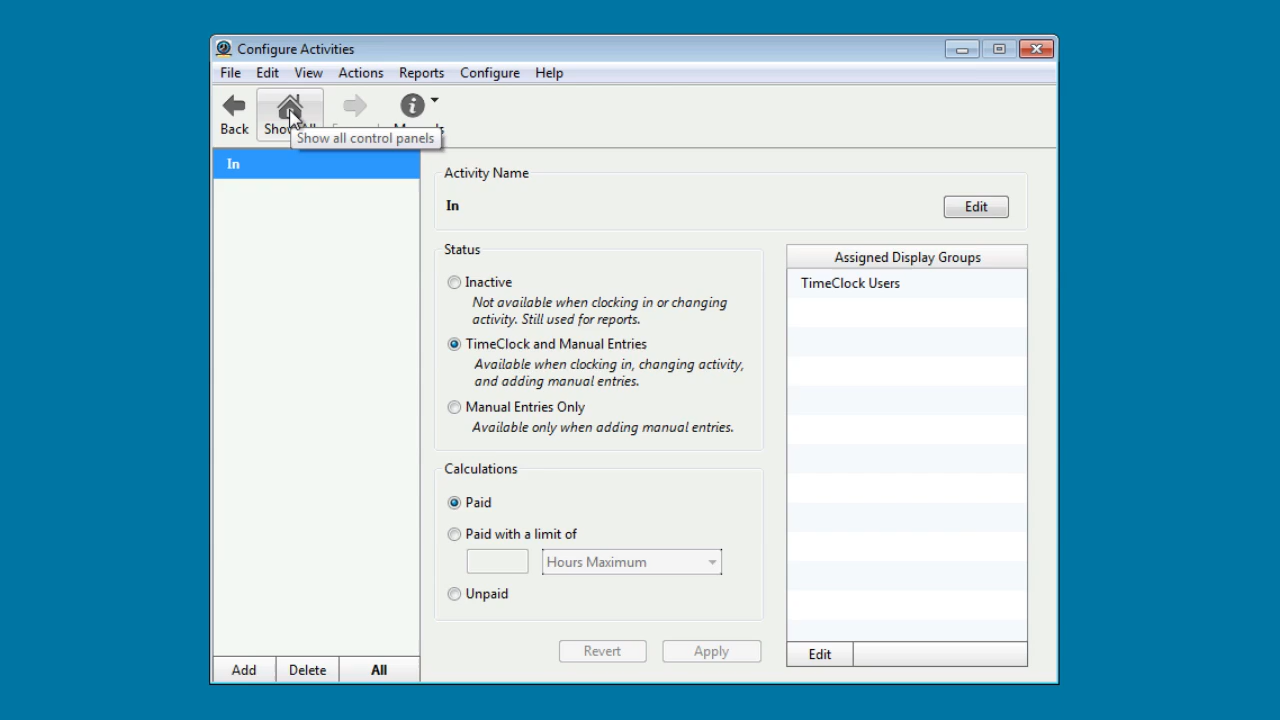 Configure Activities
File Edit View Actions Reports Configure Help
Back
Show all control panels
In
Activity Name
In
Edit
Status
Inactive
Not available when clocking in or changing
activity. Still used for reports.
TimeClock and Manual Entries
Available when clocking in, changing activity,
and adding manual entries.
Manual Entries Only
Available only when adding manual entries.
Calculations
Paid
Paid with a limit of
Hours Maximum
Unpaid
Revert Apply
Assigned Display Groups
TimeClock Users
Edit
Add Delete All